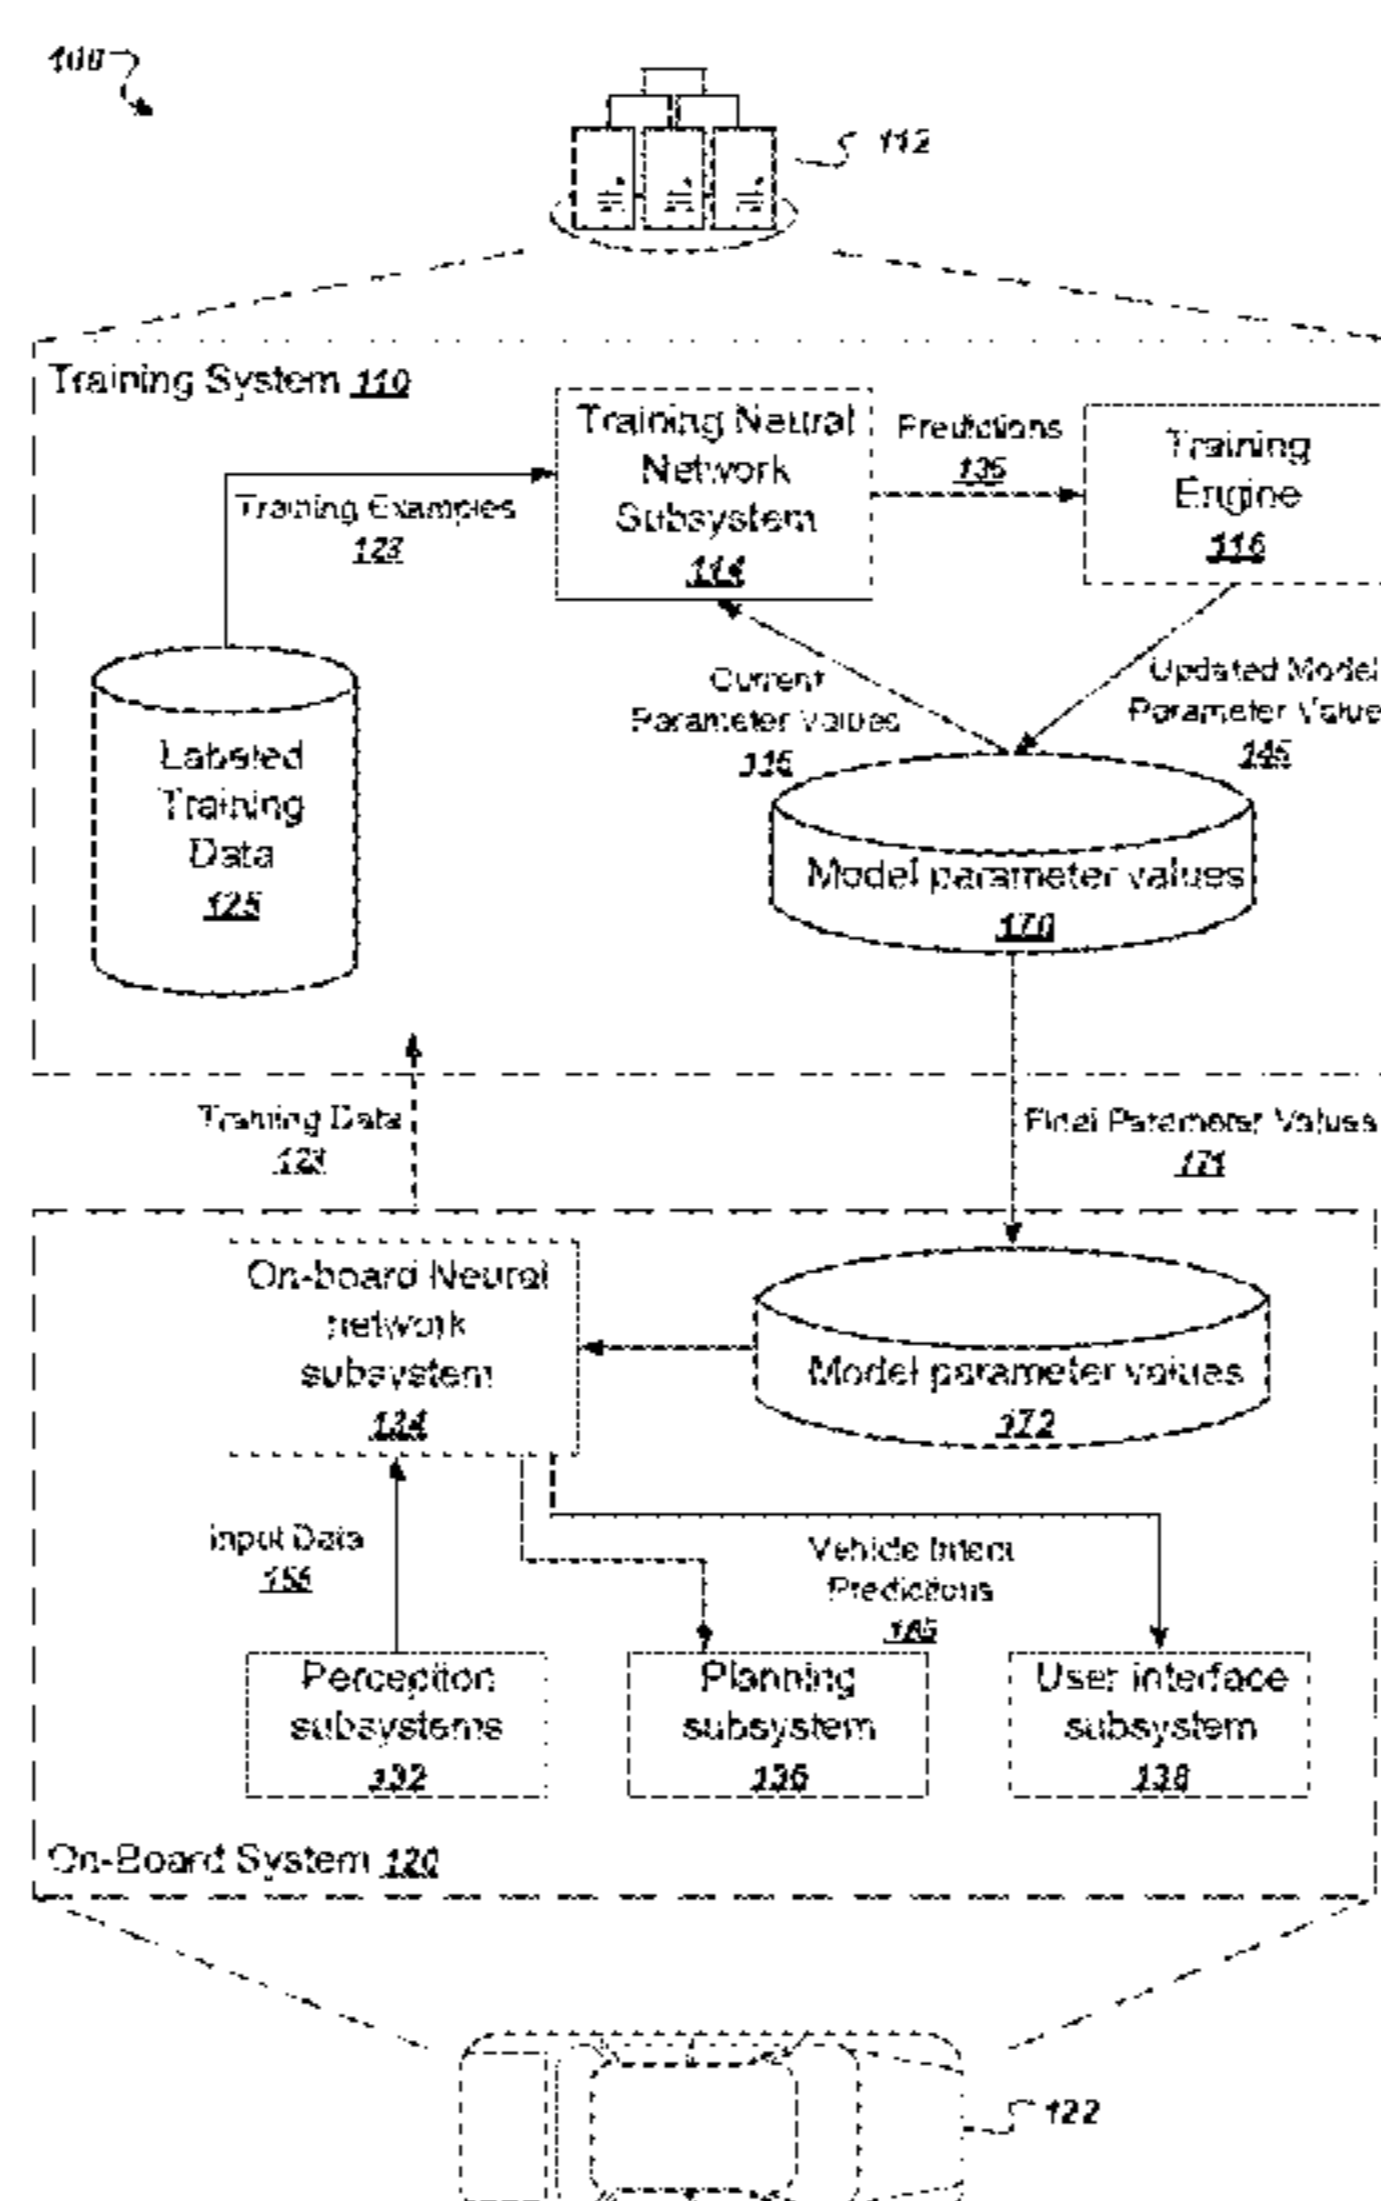 100
112
Training System 110
Training Neural
Network
Subsystem
114
Predictions
135
Training
Engine
116
Training Examples
123
Current
Parameter Values
115
Updated Model
Parameter Value
145
Labeled
Training
Data
125
Model parameter values
170
Training Data
Final Parameter Values
171
On-board Neural
network
subsystem
134
Model parameter values
172
Input Data
155
Vehicle Intent
Predictions
165
Perception
subsystems
132
Planning
subsystem
136
User interface
subsystem
138
On-Board System 120
122